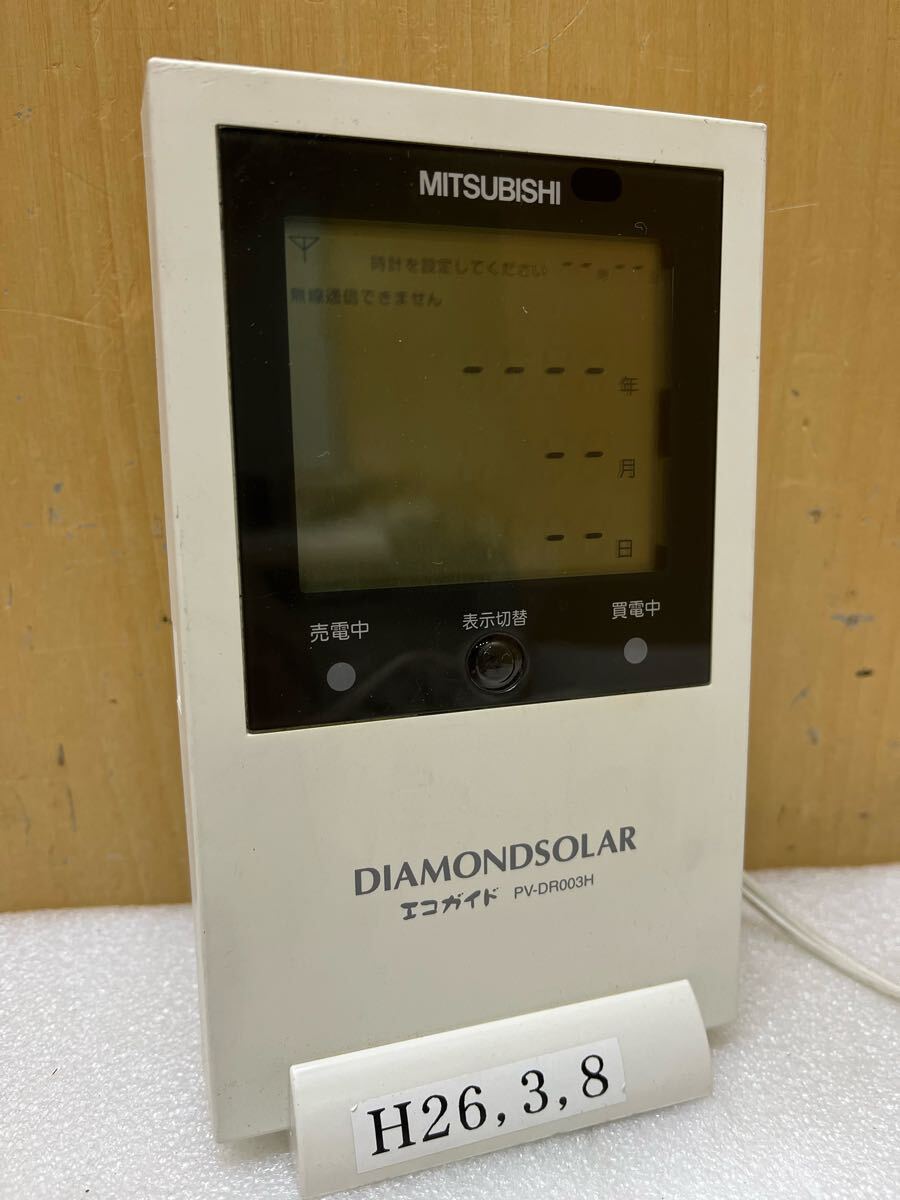 MITSUBISHI
時計を設定してください --:--
無線通信できません
---- 年
-- 月
-- 日
売電中 表示切替 買電中
DIAMONDSOLAR
エコガイド PV-DR003H
H26,3,8